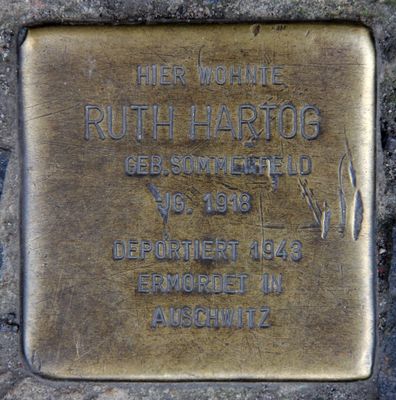 HIER WOHNTE
RUTH HARTOG
GEB. SOMMERFELD
JG. 1918
DEPORTIERT 1943
ERMORDET IN
AUSCHWITZ